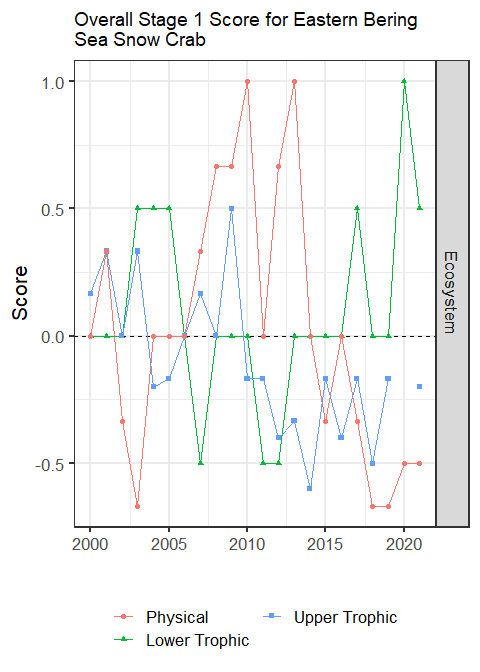 Overall Stage 1 Score for Eastern Bering
Sea Snow Crab
1.0
0.5
0.0
-0.5
Score
Ecosystem
2000 2005 2010 2015 2020
Physical Upper Trophic
Lower Trophic